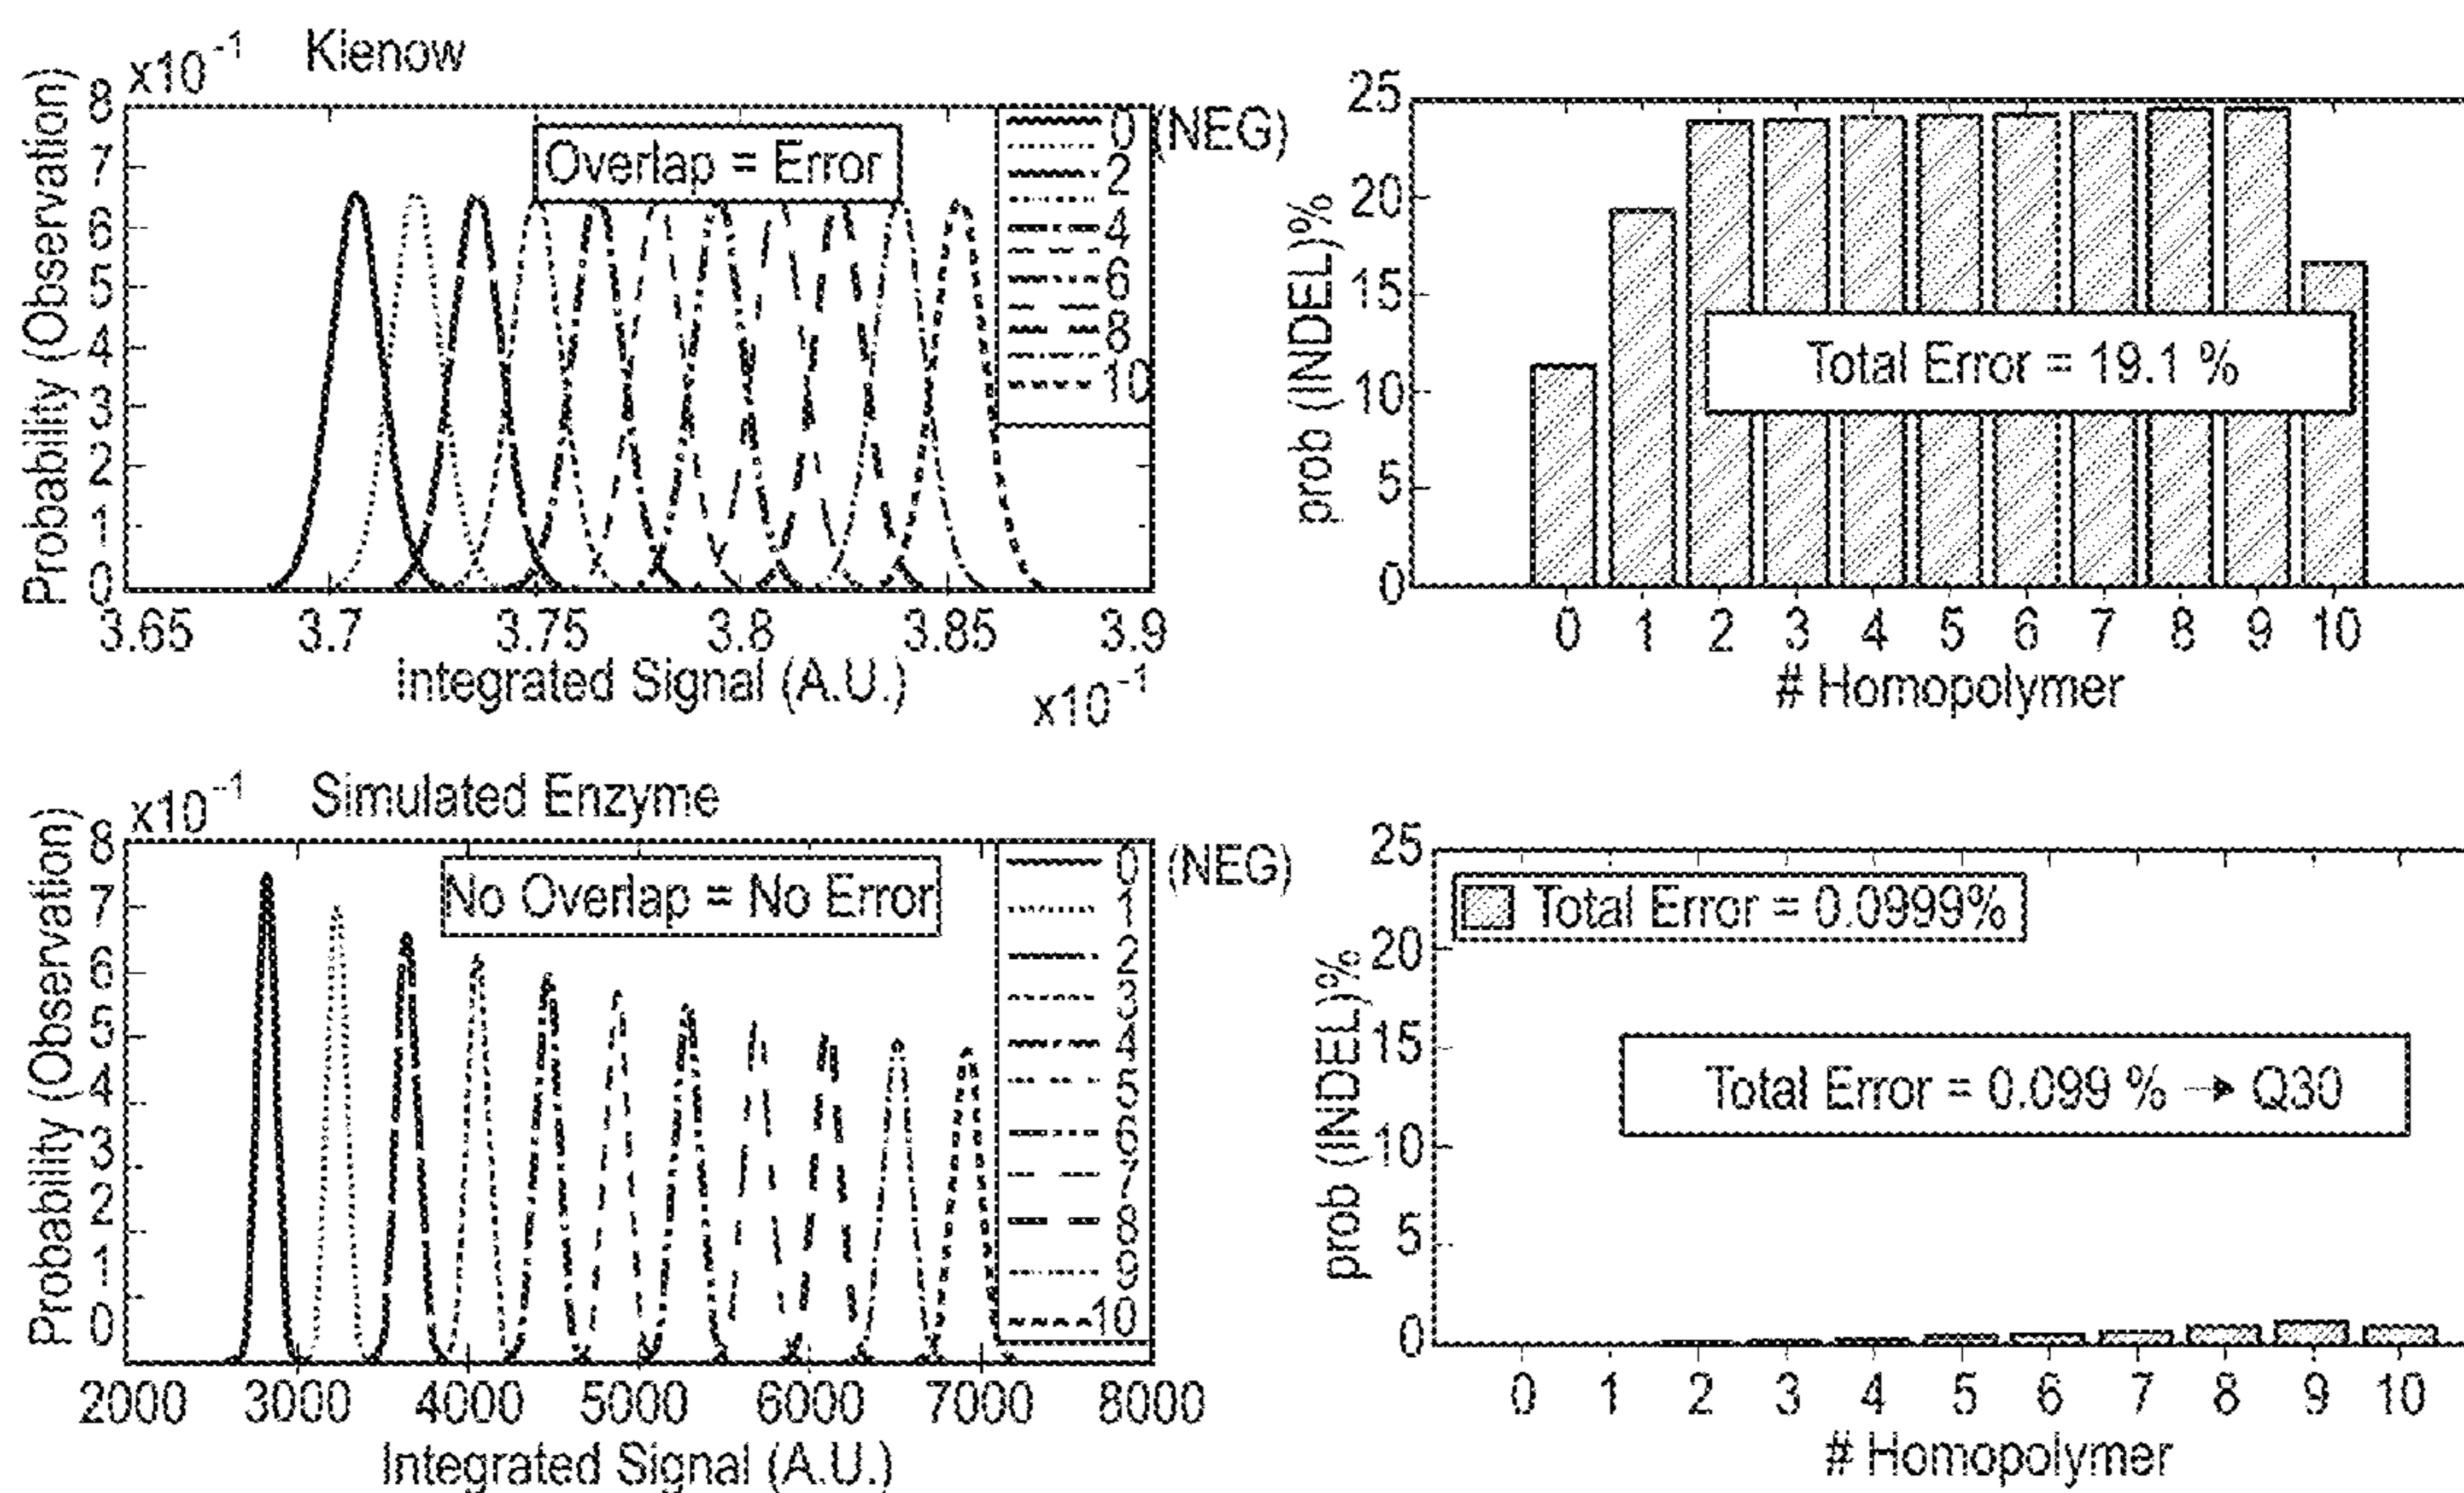 x10⁻¹ Klenow
Probability (Observation)
8
7
6
5
4
3
2
1
0
Overlap = Error
0 (NEG)
2
4
6
8
10
3.65 3.7 3.75 3.8 3.85 3.9
Integrated Signal (A.U.)
x10⁻¹
prob (INDEL)%
25
20
15
10
5
0
Total Error = 19.1 %
0 1 2 3 4 5 6 7 8 9 10
# Homopolymer
x10⁻¹ Simulated Enzyme
Probability (Observation)
8
7
6
5
4
3
2
1
0
No Overlap = No Error
0 (NEG)
1
2
3
4
5
6
7
8
9
10
2000 3000 4000 5000 6000 7000 8000
Integrated Signal (A.U.)
prob (INDEL)%
25
20
15
10
5
0
Total Error = 0.0999%
Total Error = 0.099 % → Q30
0 1 2 3 4 5 6 7 8 9 10
# Homopolymer